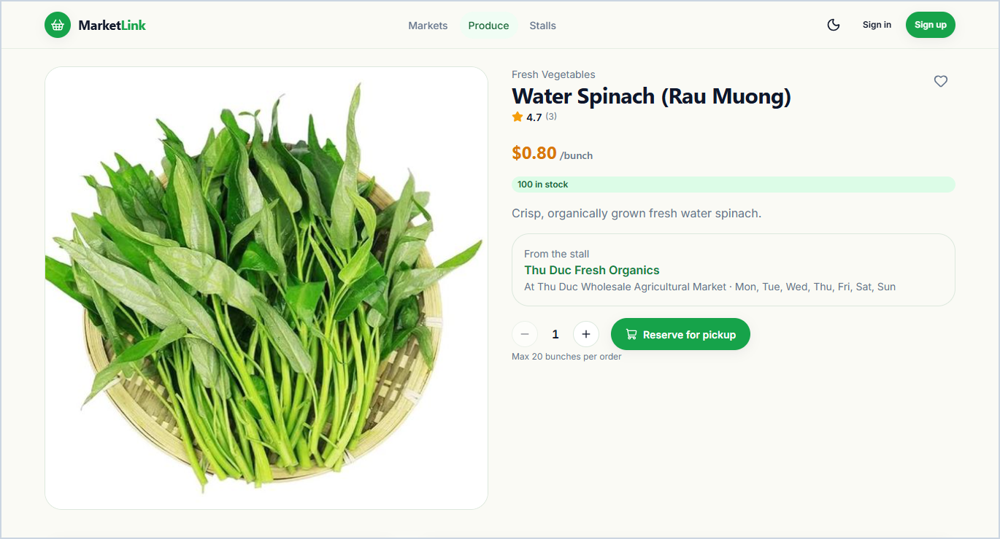 MarketLink
Markets
Produce
Stalls
Sign in
Sign up
Fresh Vegetables
Water Spinach (Rau Muong)
4.7 (3)
$0.80 /bunch
100 in stock
Crisp, organically grown fresh water spinach.
From the stall
Thu Duc Fresh Organics
At Thu Duc Wholesale Agricultural Market · Mon, Tue, Wed, Thu, Fri, Sat, Sun
1
Reserve for pickup
Max 20 bunches per order